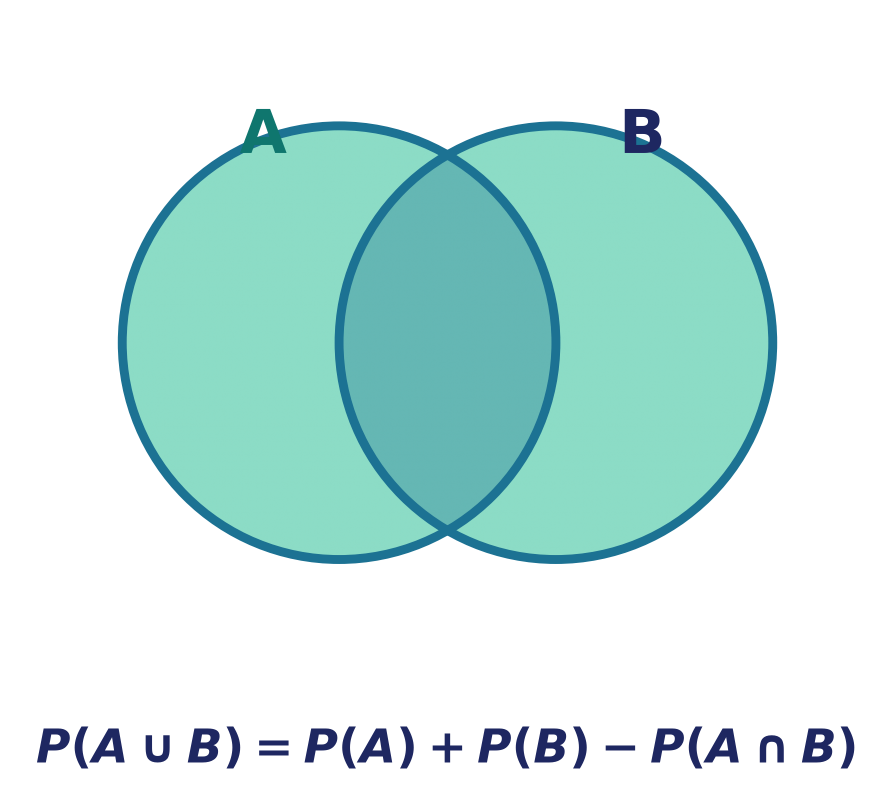 A B
P(A ∪ B) = P(A) + P(B) − P(A ∩ B)